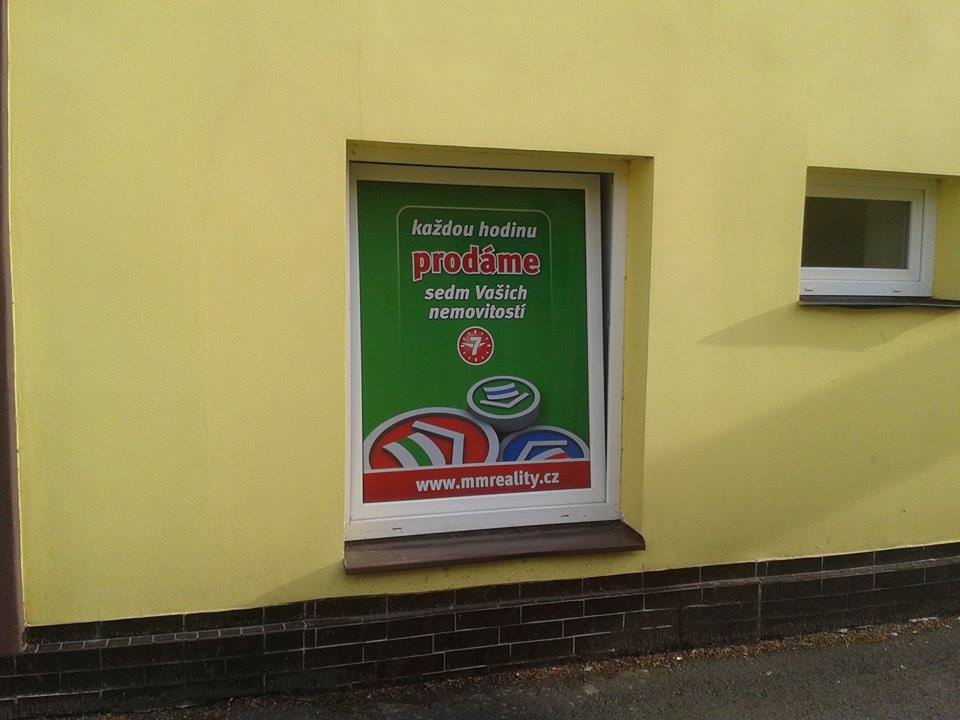 každou hodinu
prodáme
sedm Vašich
nemovitostí
7
www.mmreality.cz